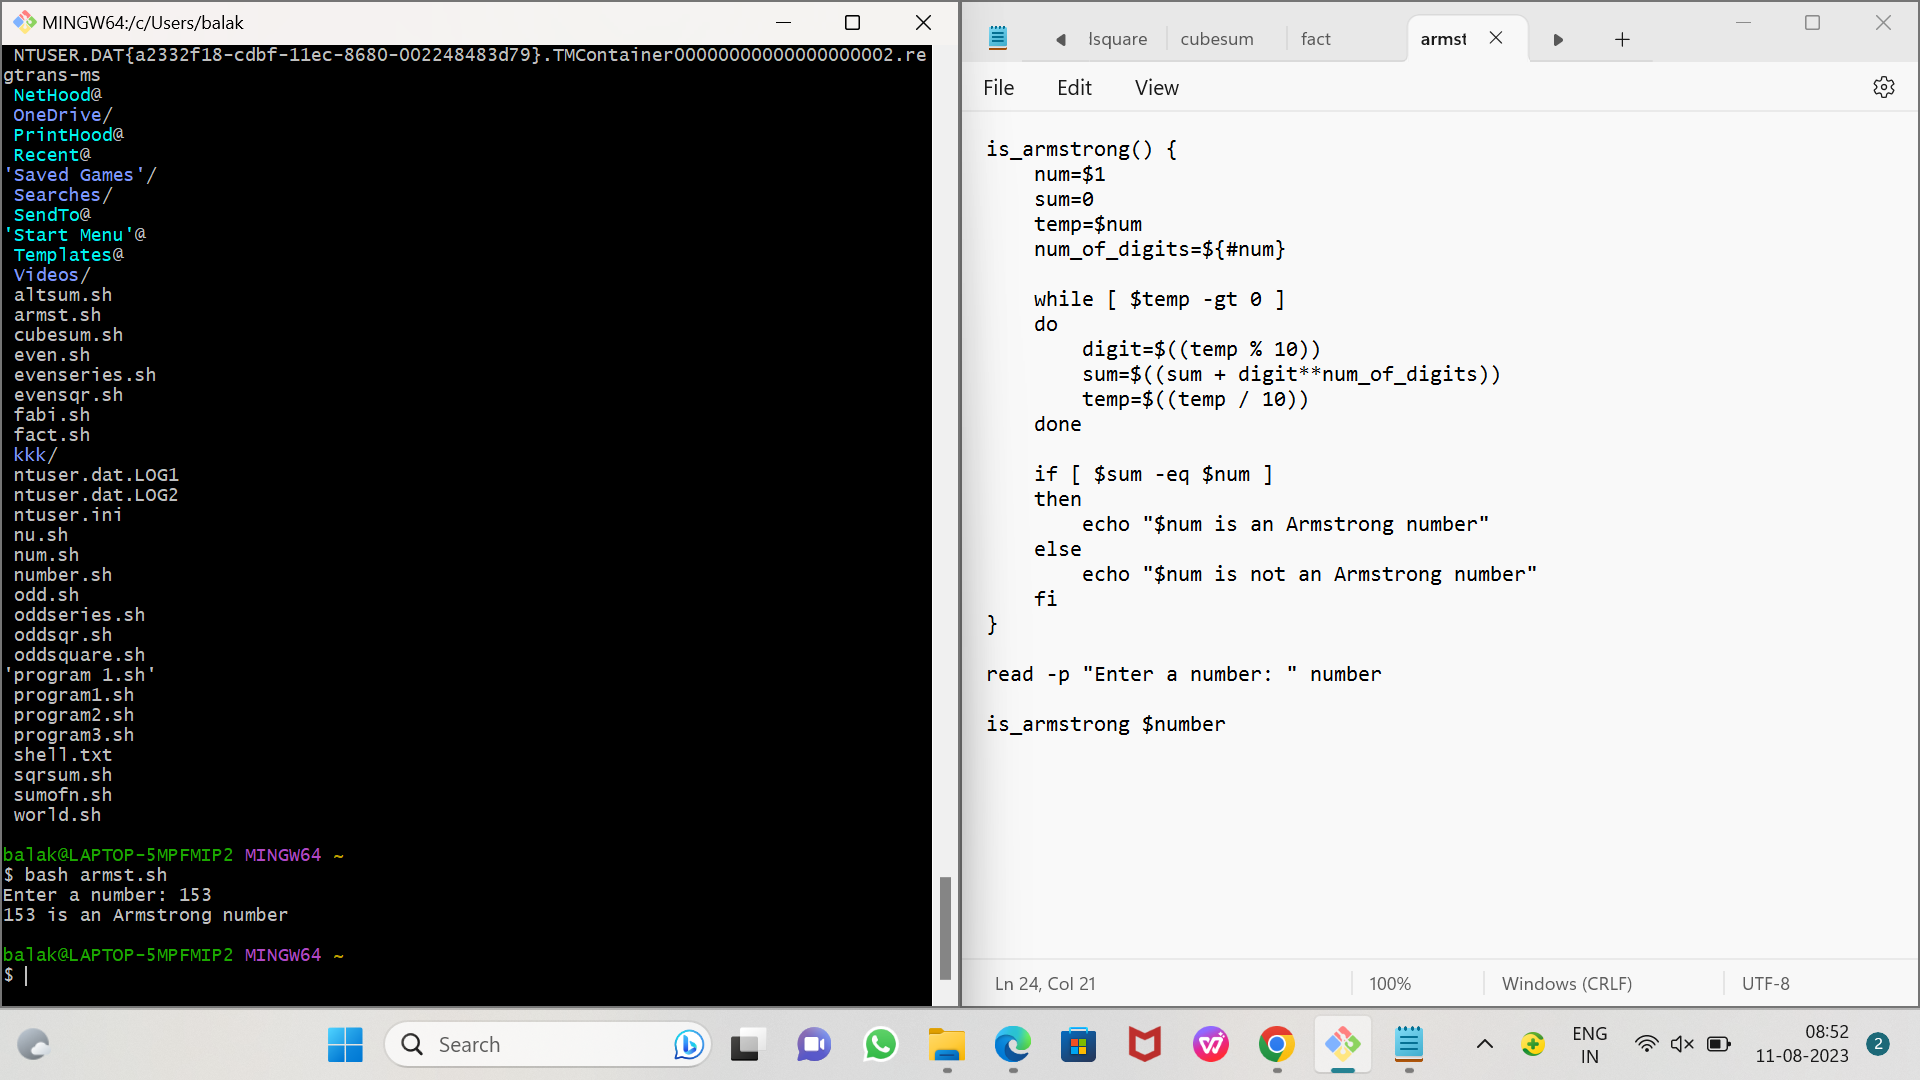 MINGW64:/c/Users/balak
NTUSER.DAT{a2332f18-cdbf-11ec-8680-002248483d79}.TMContainer00000000000000000002.re
gtrans-ms
NetHood@
OneDrive/
PrintHood@
Recent@
'Saved Games'/
Searches/
SendTo@
'Start Menu'@
Templates@
Videos/
altsum.sh
armst.sh
cubesum.sh
even.sh
evenseries.sh
evensqr.sh
fabi.sh
fact.sh
kkk/
ntuser.dat.LOG1
ntuser.dat.LOG2
ntuser.ini
nu.sh
num.sh
number.sh
odd.sh
oddseries.sh
oddsqr.sh
oddsquare.sh
'program 1.sh'
program1.sh
program2.sh
program3.sh
shell.txt
sqrsum.sh
sumofn.sh
world.sh
balak@LAPTOP-5MPFMIP2 MINGW64 ~
$ bash armst.sh
Enter a number: 153
153 is an Armstrong number
balak@LAPTOP-5MPFMIP2 MINGW64 ~
$
lsquare cubesum fact armst
File Edit View
is_armstrong() {
    num=$1
    sum=0
    temp=$num
    num_of_digits=${#num}
    while [ $temp -gt 0 ]
    do
        digit=$((temp % 10))
        sum=$((sum + digit**num_of_digits))
        temp=$((temp / 10))
    done
    if [ $sum -eq $num ]
    then
        echo "$num is an Armstrong number"
    else
        echo "$num is not an Armstrong number"
    fi
}
read -p "Enter a number: " number
is_armstrong $number
Ln 24, Col 21 100% Windows (CRLF) UTF-8
Search
ENG
IN
08:52
11-08-2023
2